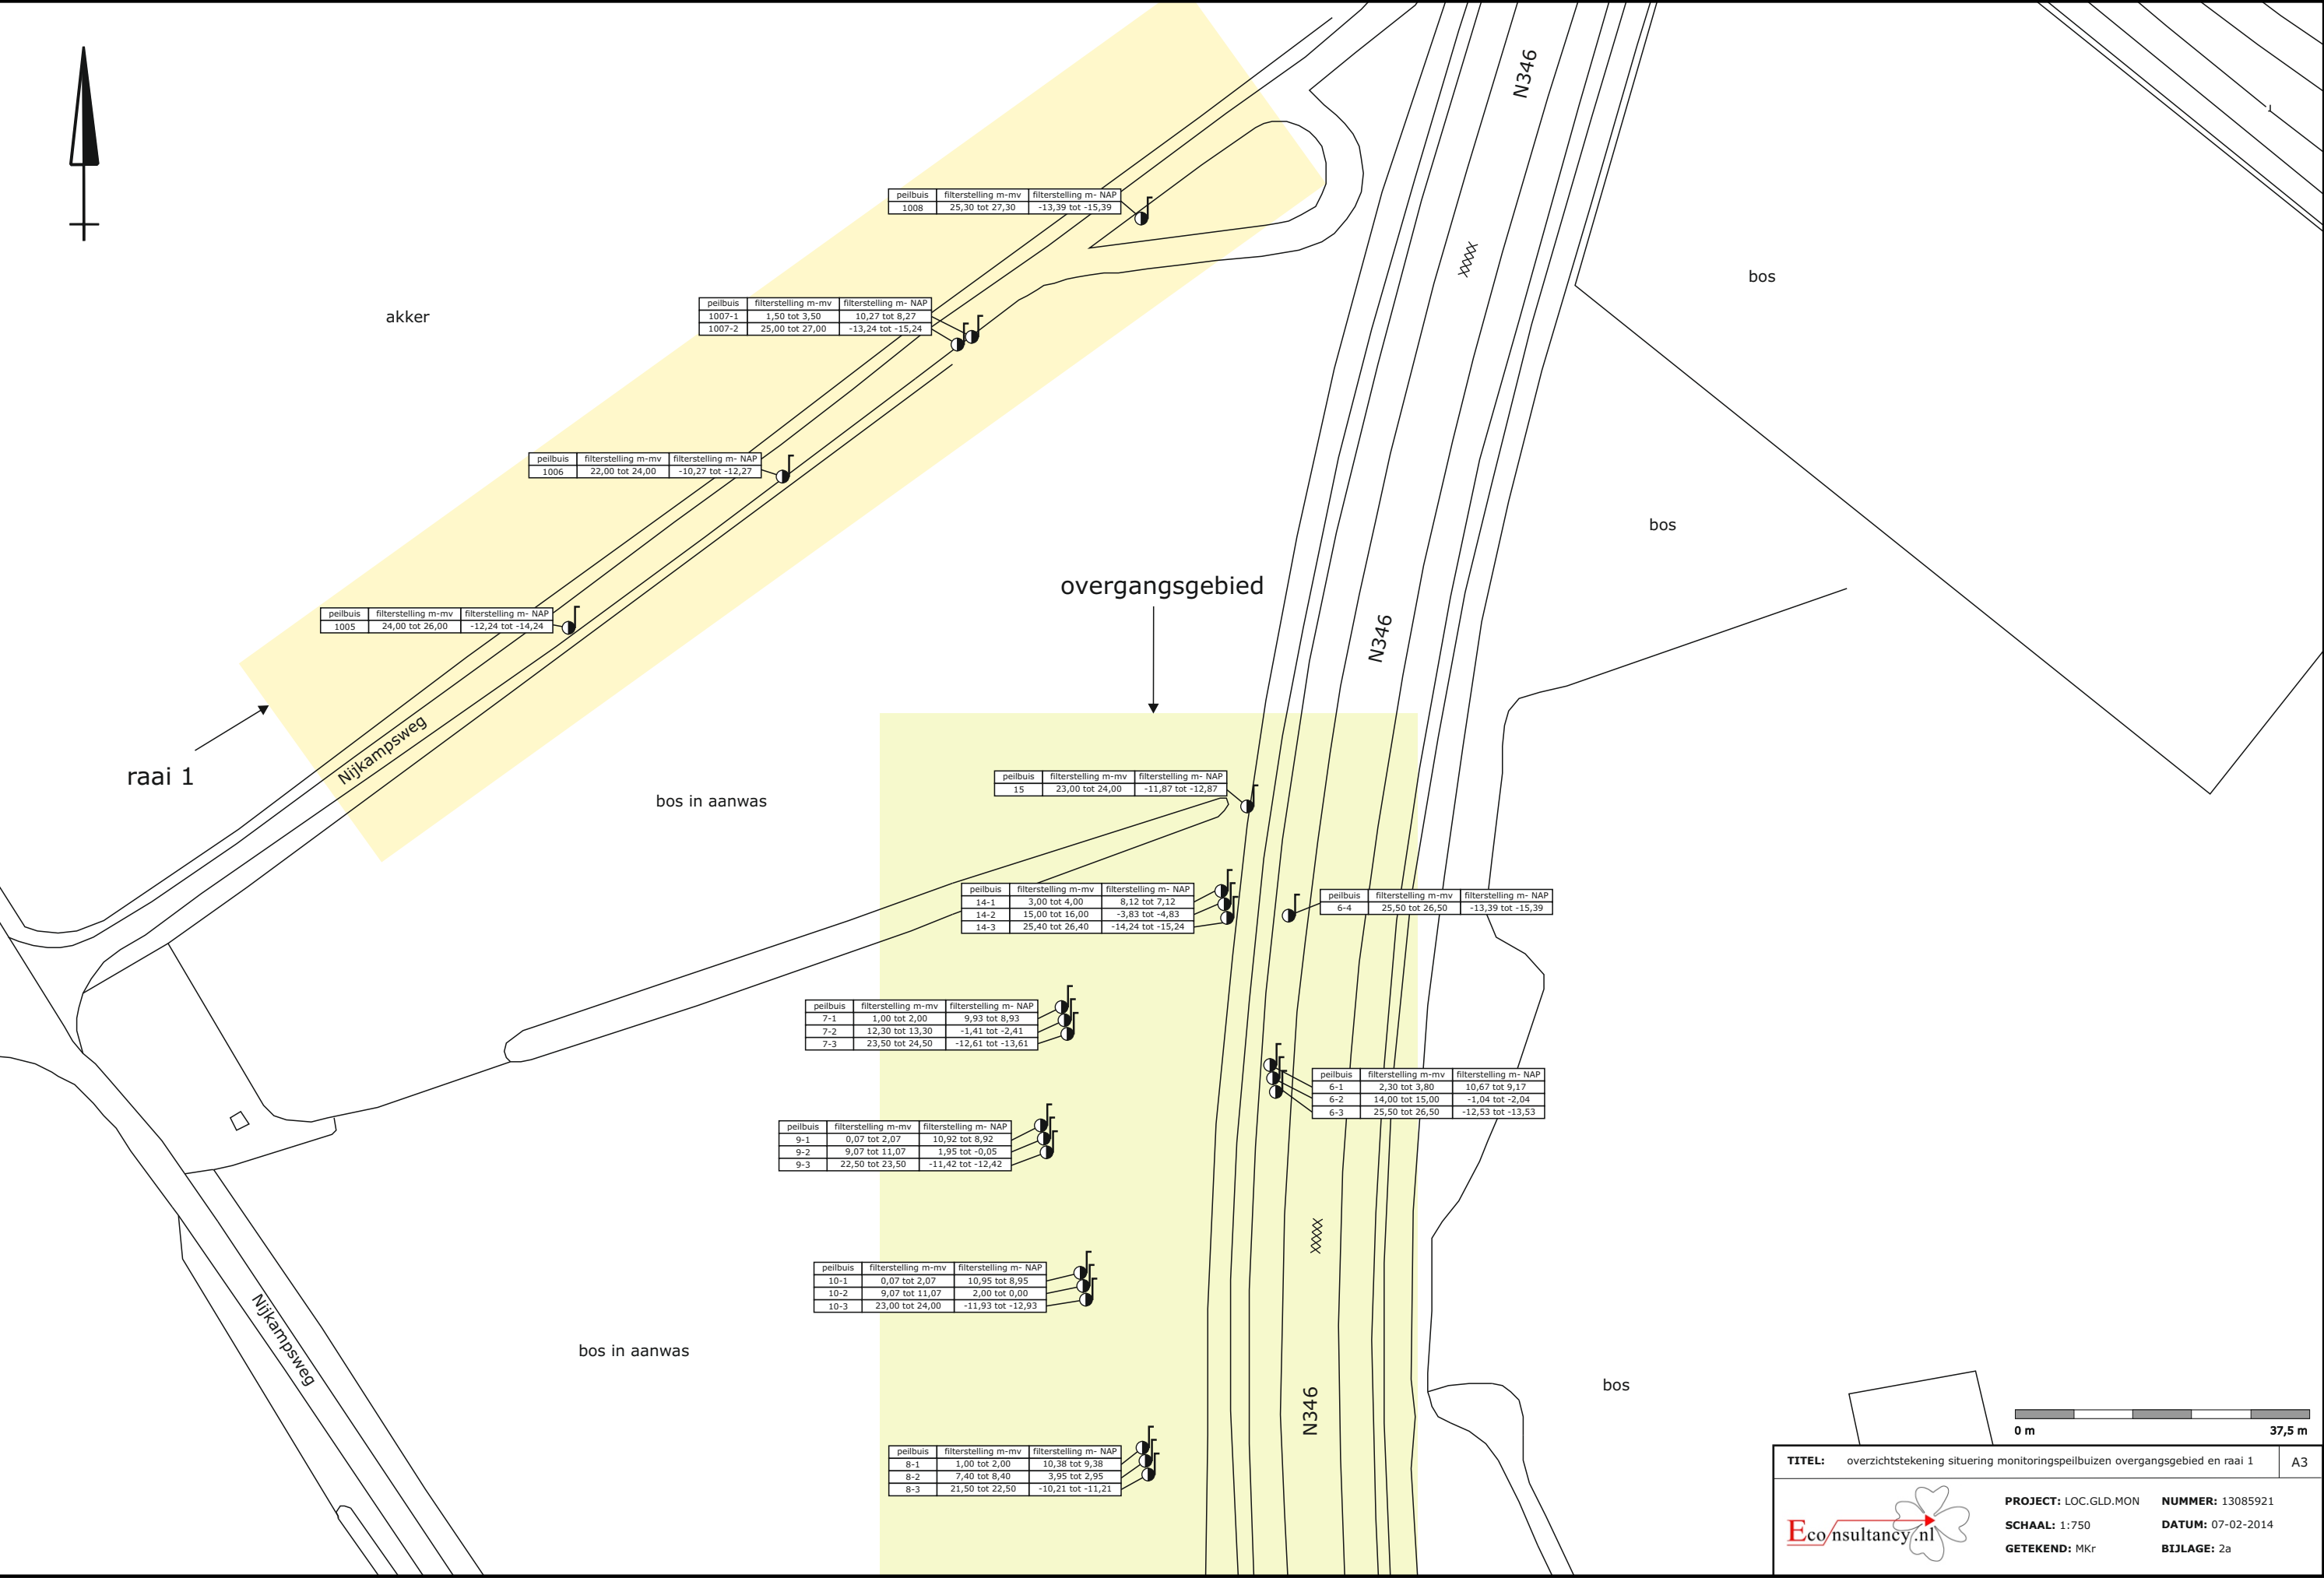 N346
peilbuis filterstelling m-mv filterstelling m- NAP
1008 25,30 tot 27,30 -13,39 tot -15,39
bos
akker
peilbuis filterstelling m-mv filterstelling m- NAP
1007-1 1,50 tot 3,50 10,27 tot 8,27
1007-2 25,00 tot 27,00 -13,24 tot -15,24
peilbuis filterstelling m-mv filterstelling m- NAP
1006 22,00 tot 24,00 -10,27 tot -12,27
bos
overgangsgebied
peilbuis filterstelling m-mv filterstelling m- NAP
1005 24,00 tot 26,00 -12,24 tot -14,24
N346
Nijkampsweg
raai 1
bos in aanwas
peilbuis filterstelling m-mv filterstelling m- NAP
15 23,00 tot 24,00 -11,87 tot -12,87
peilbuis filterstelling m-mv filterstelling m- NAP
14-1 3,00 tot 4,00 8,12 tot 7,12
14-2 15,00 tot 16,00 -3,83 tot -4,83
14-3 25,40 tot 26,40 -14,24 tot -15,24
peilbuis filterstelling m-mv filterstelling m- NAP
6-4 25,50 tot 26,50 -13,39 tot -15,39
peilbuis filterstelling m-mv filterstelling m- NAP
7-1 1,00 tot 2,00 9,93 tot 8,93
7-2 12,30 tot 13,30 -1,41 tot -2,41
7-3 23,50 tot 24,50 -12,61 tot -13,61
peilbuis filterstelling m-mv filterstelling m- NAP
6-1 2,30 tot 3,80 10,67 tot 9,17
6-2 14,00 tot 15,00 -1,04 tot -2,04
6-3 25,50 tot 26,50 -12,53 tot -13,53
peilbuis filterstelling m-mv filterstelling m- NAP
9-1 0,07 tot 2,07 10,92 tot 8,92
9-2 9,07 tot 11,07 1,95 tot -0,05
9-3 22,50 tot 23,50 -11,42 tot -12,42
peilbuis filterstelling m-mv filterstelling m- NAP
10-1 0,07 tot 2,07 10,95 tot 8,95
10-2 9,07 tot 11,07 2,00 tot 0,00
10-3 23,00 tot 24,00 -11,93 tot -12,93
Nijkampsweg
bos in aanwas
N346
bos
peilbuis filterstelling m-mv filterstelling m- NAP
8-1 1,00 tot 2,00 10,38 tot 9,38
8-2 7,40 tot 8,40 3,95 tot 2,95
8-3 21,50 tot 22,50 -10,21 tot -11,21
0 m 37,5 m
TITEL: overzichtstekening situering monitoringspeilbuizen overgangsgebied en raai 1 A3
Econsultancy.nl
PROJECT: LOC.GLD.MON NUMMER: 13085921
SCHAAL: 1:750 DATUM: 07-02-2014
GETEKEND: MKr BIJLAGE: 2a